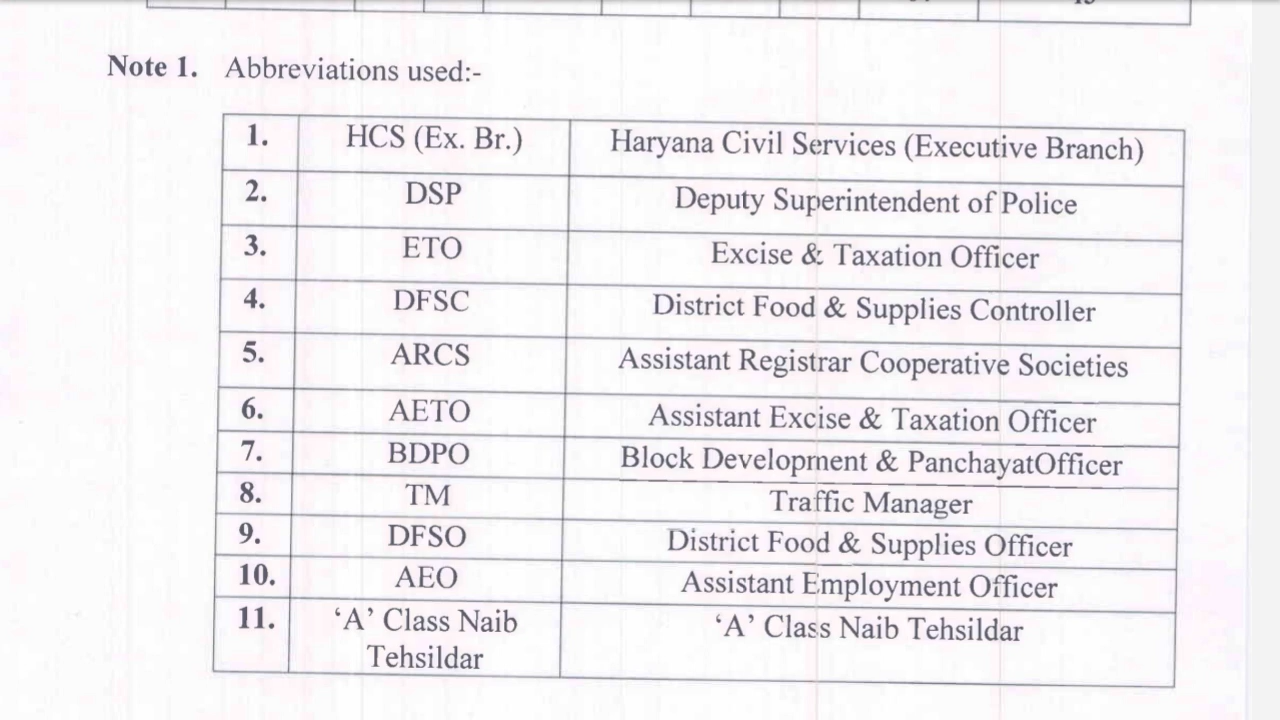 Note 1. Abbreviations used:-
1. HCS (Ex. Br.) Haryana Civil Services (Executive Branch)
2. DSP Deputy Superintendent of Police
3. ETO Excise & Taxation Officer
4. DFSC District Food & Supplies Controller
5. ARCS Assistant Registrar Cooperative Societies
6. AETO Assistant Excise & Taxation Officer
7. BDPO Block Development & PanchayatOfficer
8. TM Traffic Manager
9. DFSO District Food & Supplies Officer
10. AEO Assistant Employment Officer
11. ‘A’ Class Naib ‘A’ Class Naib Tehsildar
Tehsildar